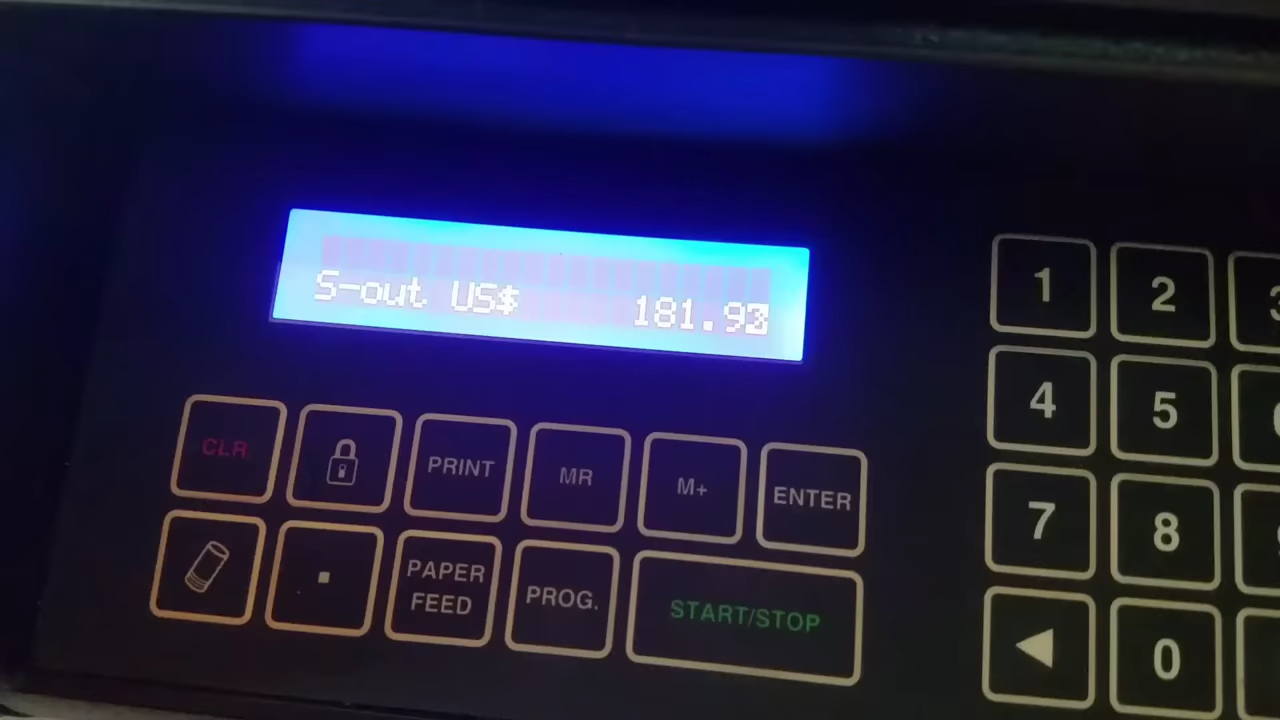 S-out US$ 181.93
1 2 3
CLR PRINT MR M+ ENTER
4 5
PAPER FEED PROG. START/STOP
7 8
0